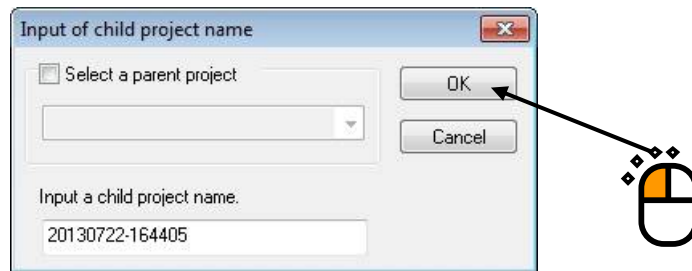 Input of child project name
Select a parent project
OK
Cancel
Input a child project name.
20130722-164405